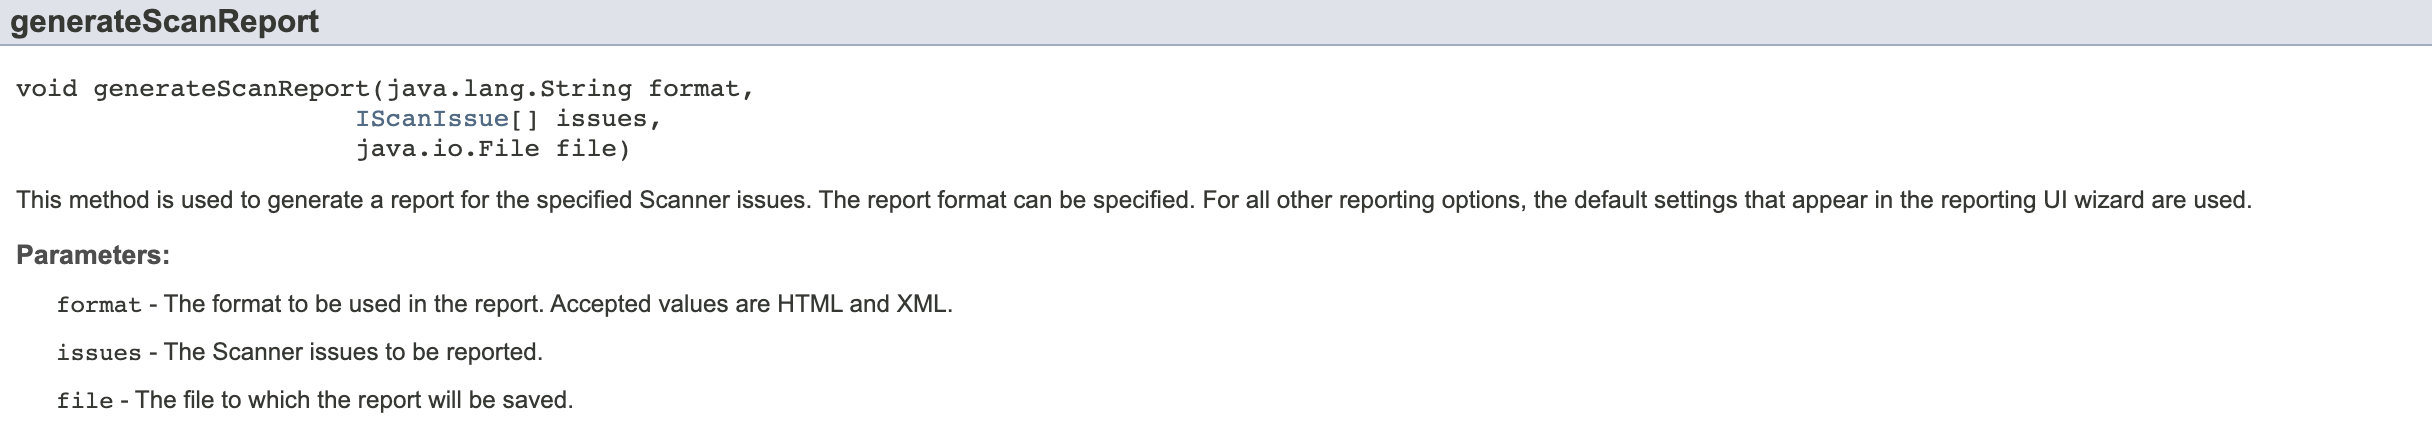 generateScanReport
void generateScanReport(java.lang.String format,
IScanIssue[] issues,
java.io.File file)
This method is used to generate a report for the specified Scanner issues. The report format can be specified. For all other reporting options, the default settings that appear in the reporting UI wizard are used.
Parameters:
format - The format to be used in the report. Accepted values are HTML and XML.
issues - The Scanner issues to be reported.
file - The file to which the report will be saved.